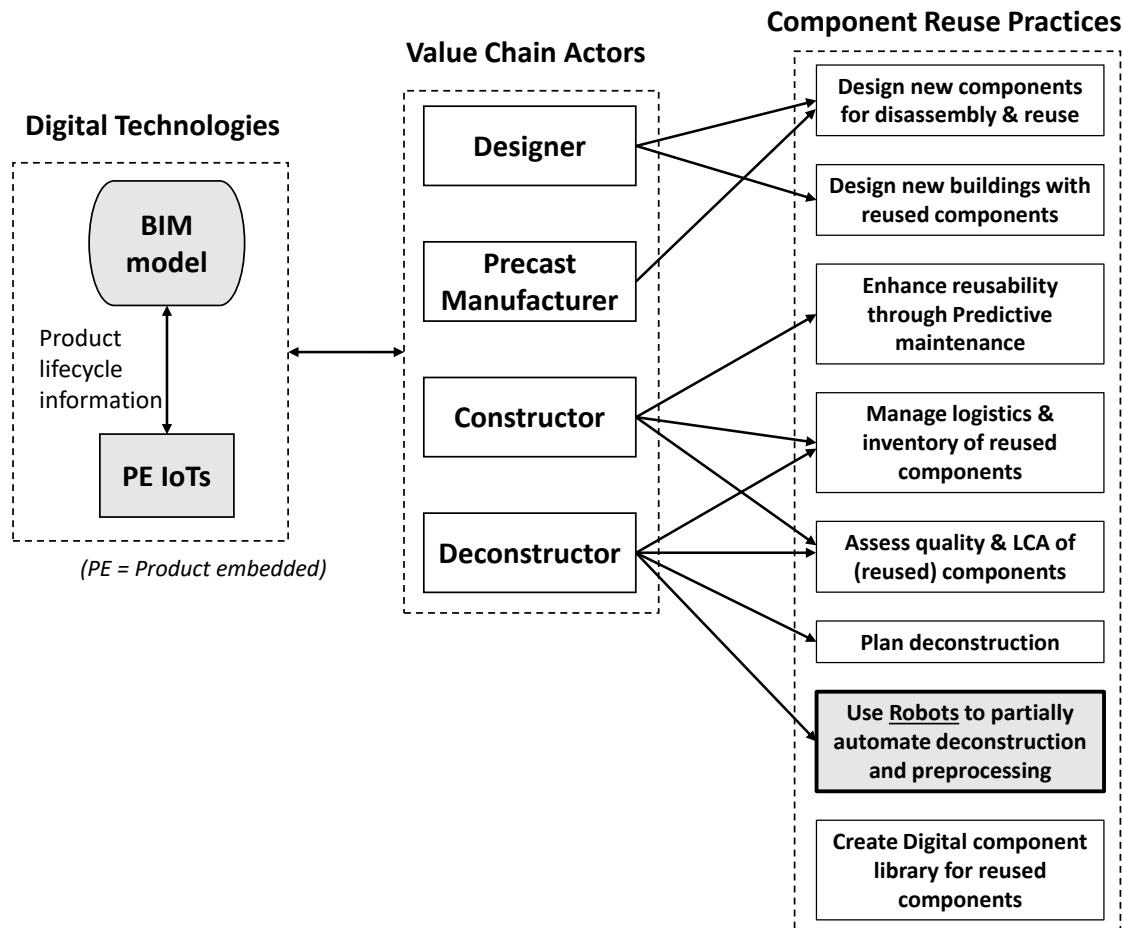 Component Reuse Practices
Value Chain Actors
Digital Technologies
BIM
model
Product
lifecycle
information
PE IoTs
(PE = Product embedded)
Designer
Precast
Manufacturer
Constructor
Deconstructor
Design new components
for disassembly & reuse
Design new buildings with
reused components
Enhance reusability
through Predictive
maintenance
Manage logistics &
inventory of reused
components
Assess quality & LCA of
(reused) components
Plan deconstruction
Use Robots to partially
automate deconstruction
and preprocessing
Create Digital component
library for reused
components